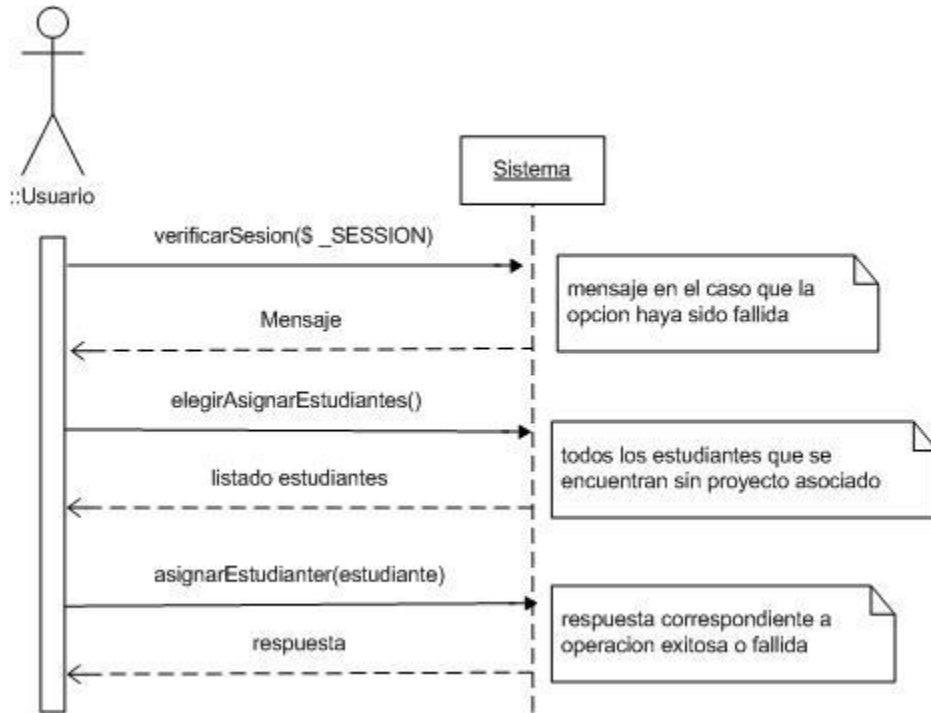 Sistema
::Usuario
verificarSesion($ _SESSION)
mensaje en el caso que la
opcion haya sido fallida
Mensaje
elegirAsignarEstudiantes()
todos los estudiantes que se
encuentran sin proyecto asociado
listado estudiantes
asignarEstudianter(estudiante)
respuesta correspondiente a
operacion exitosa o fallida
respuesta